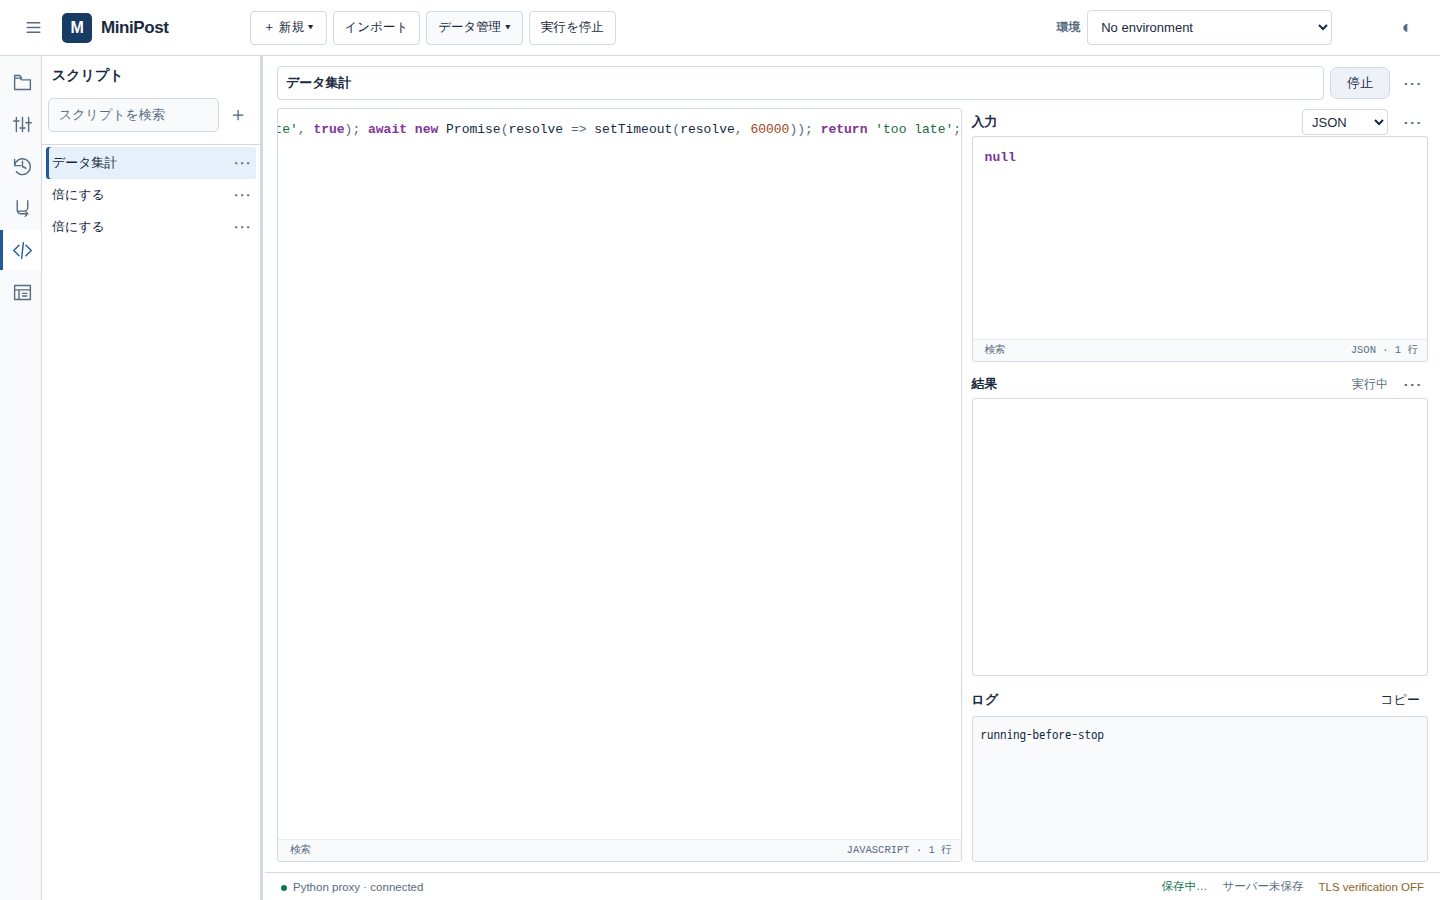 M MiniPost
＋ 新規 ▾ インポート データ管理 ▾ 実行を停止
環境 No environment
スクリプト
スクリプトを検索
データ集計
倍にする
倍にする
データ集計
停止
te', true); await new Promise(resolve => setTimeout(resolve, 60000)); return 'too late';
検索 JAVASCRIPT · 1 行
入力 JSON
null
検索 JSON · 1 行
結果 実行中
ログ コピー
running-before-stop
Python proxy · connected
保存中… サーバー未保存 TLS verification OFF